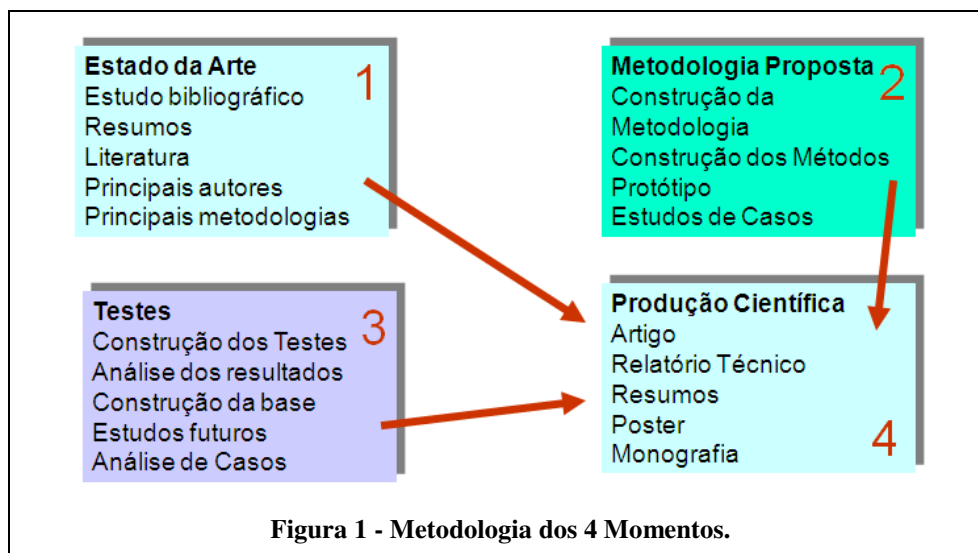 Estado da Arte
1
Estudo bibliográfico
Resumos
Literatura
Principais autores
Principais metodologias
Metodologia Proposta
2
Construção da
Metodologia
Construção dos Métodos
Protótipo
Estudos de Casos
Testes
3
Construção dos Testes
Análise dos resultados
Construção da base
Estudos futuros
Análise de Casos
Produção Científica
Artigo
Relatório Técnico
Resumos
Poster
Monografia
4
Figura 1 - Metodologia dos 4 Momentos.